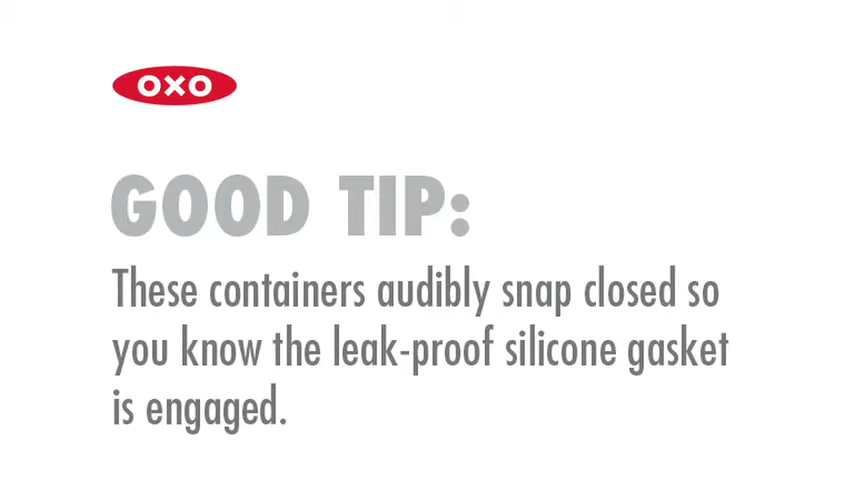 OXO
GOOD TIP:
These containers audibly snap closed so
you know the leak-proof silicone gasket
is engaged.